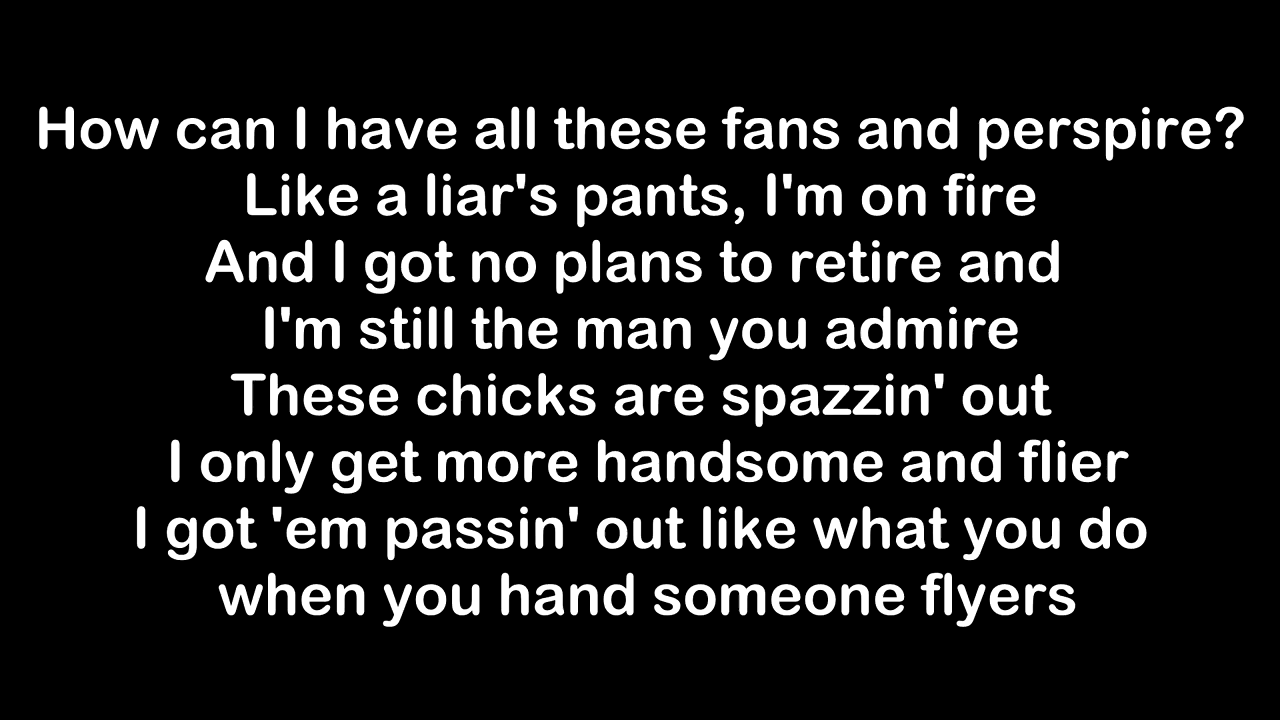 How can I have all these fans and perspire?
Like a liar's pants, I'm on fire
And I got no plans to retire and
I'm still the man you admire
These chicks are spazzin' out
I only get more handsome and flier
I got 'em passin' out like what you do
when you hand someone flyers